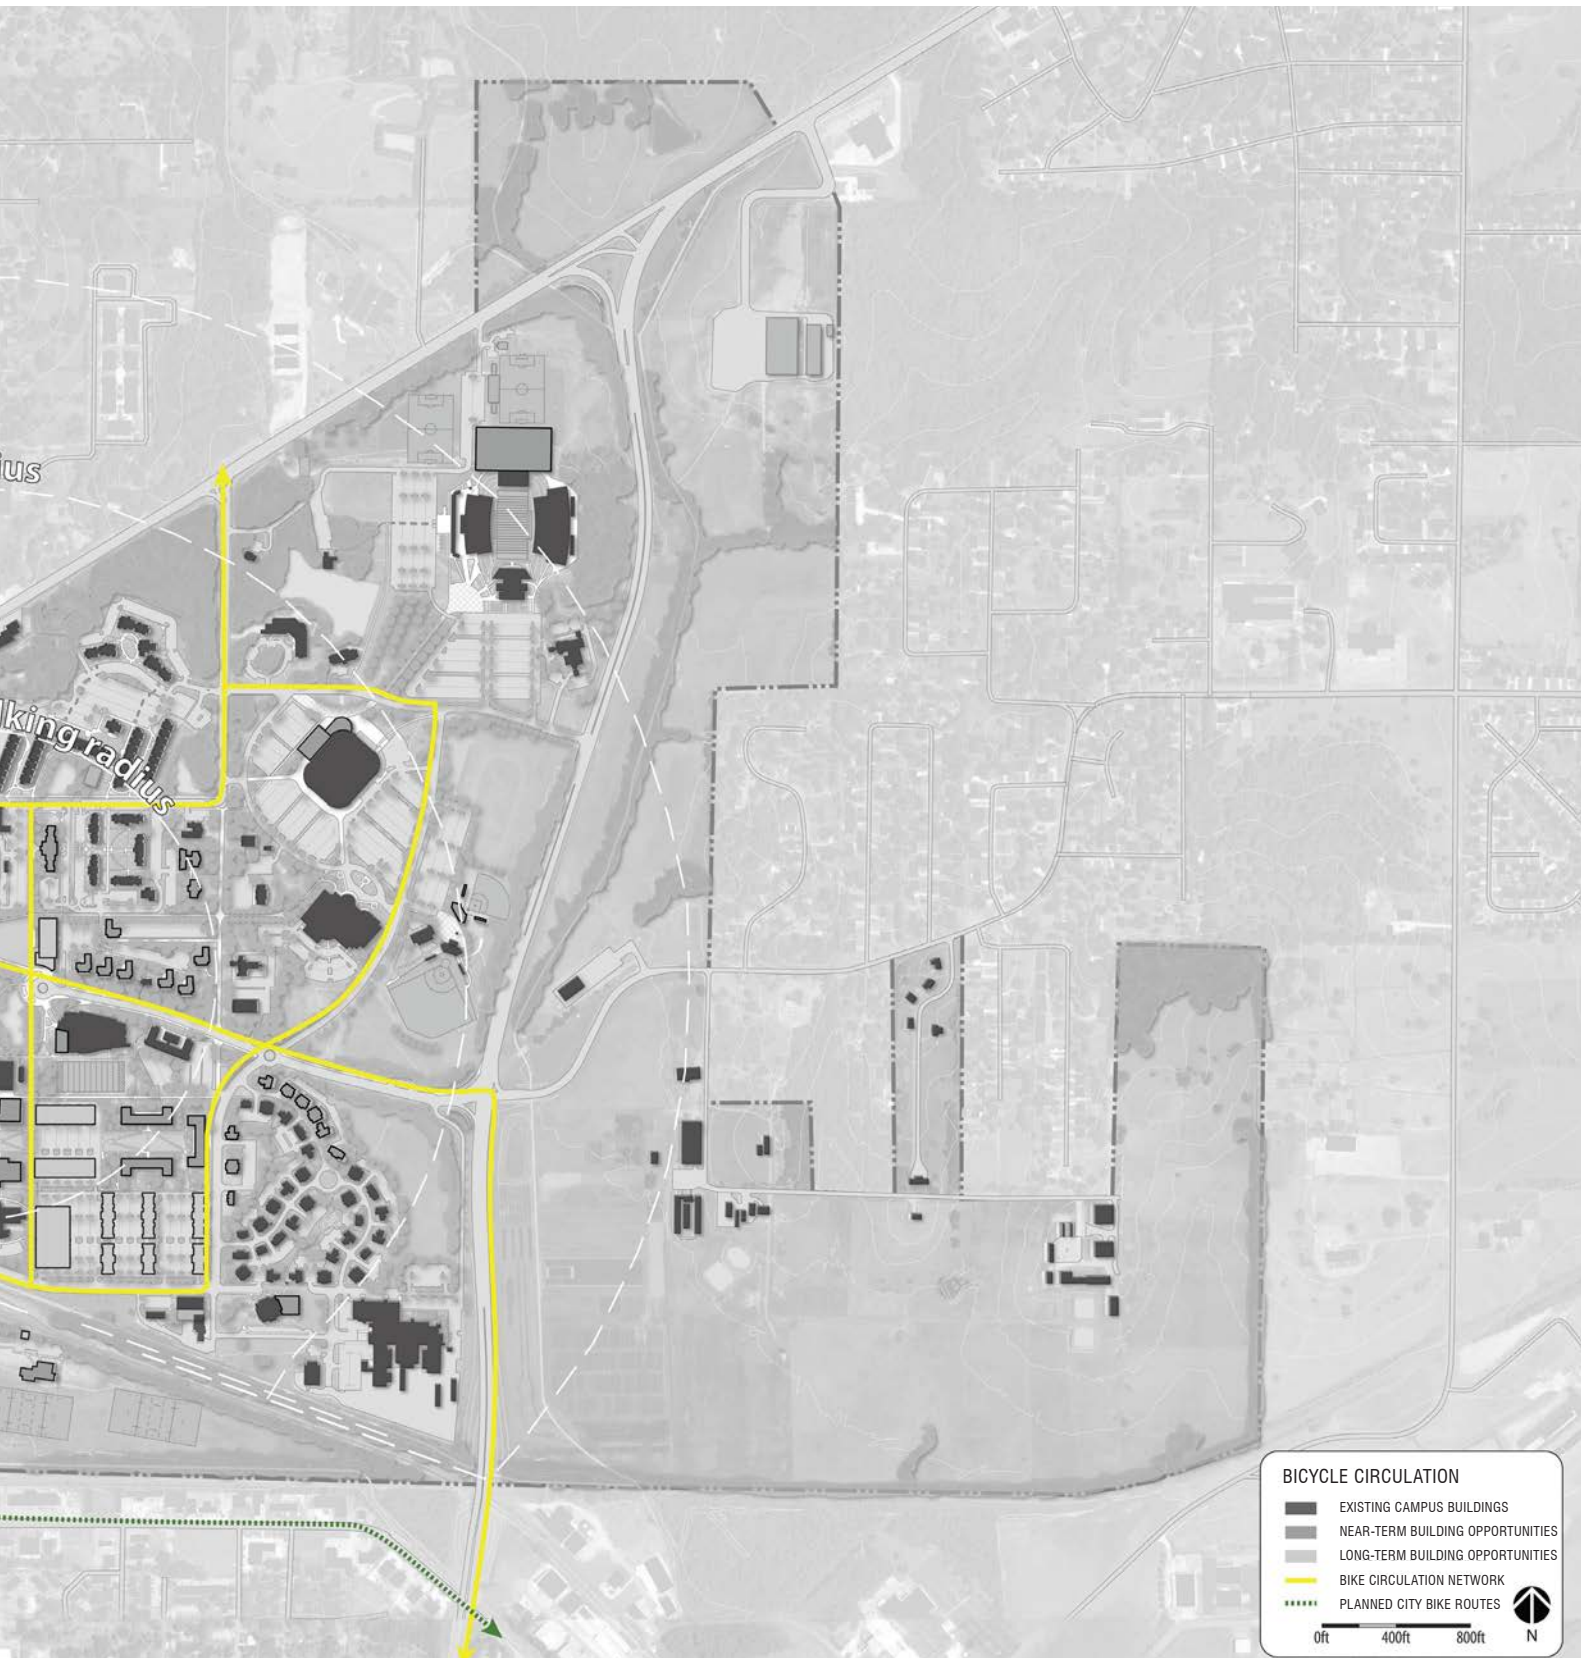 ius
lking radius
BICYCLE CIRCULATION
EXISTING CAMPUS BUILDINGS
NEAR-TERM BUILDING OPPORTUNITIES
LONG-TERM BUILDING OPPORTUNITIES
BIKE CIRCULATION NETWORK
PLANNED CITY BIKE ROUTES
0ft 400ft 800ft N